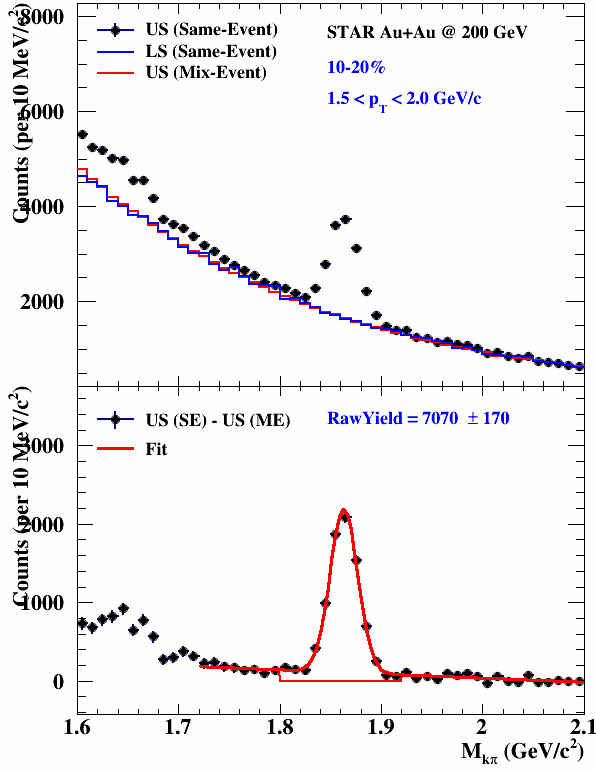 8000
6000
4000
2000
Counts (per 10 MeV/c²)
US (Same-Event)
LS (Same-Event)
US (Mix-Event)
STAR Au+Au @ 200 GeV
10-20%
1.5 < p_T < 2.0 GeV/c
3000
2000
1000
0
Counts (per 10 MeV/c²)
US (SE) - US (ME)
Fit
RawYield = 7070 ± 170
1.6 1.7 1.8 1.9 2 2.1
M_kπ (GeV/c²)